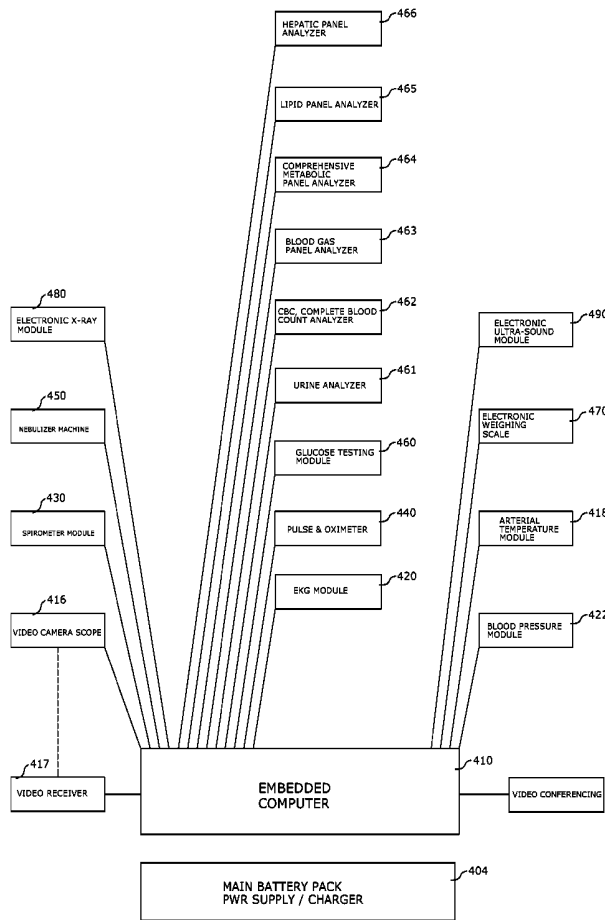 466
HEPATIC PANEL
ANALYZER
465
LIPID PANEL ANALYZER
464
COMPREHENSIVE
METABOLIC
PANEL ANALYZER
463
BLOOD GAS
PANEL ANALYZER
480
ELECTRONIC X-RAY
MODULE
462
CBC, COMPLETE BLOOD
COUNT ANALYZER
490
ELECTRONIC
ULTRA-SOUND
MODULE
450
NEBULIZER MACHINE
461
URINE ANALYZER
470
ELECTRONIC
WEIGHING
SCALE
430
SPIROMETER MODULE
460
GLUCOSE TESTING
MODULE
440
PULSE & OXIMETER
418
ARTERIAL
TEMPERATURE
MODULE
416
VIDEO CAMERA SCOPE
420
EKG MODULE
422
BLOOD PRESSURE
MODULE
417
VIDEO RECEIVER
410
EMBEDDED
COMPUTER
VIDEO CONFERENCING
404
MAIN BATTERY PACK
PWR SUPPLY / CHARGER